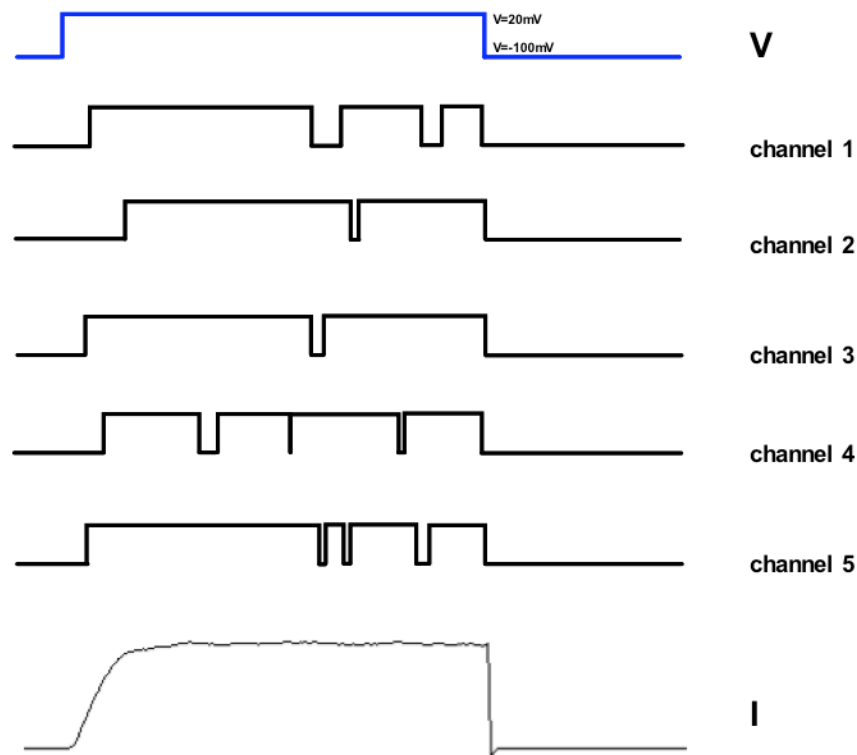 V=20mV
V=-100mV
V
channel 1
channel 2
channel 3
channel 4
channel 5
I